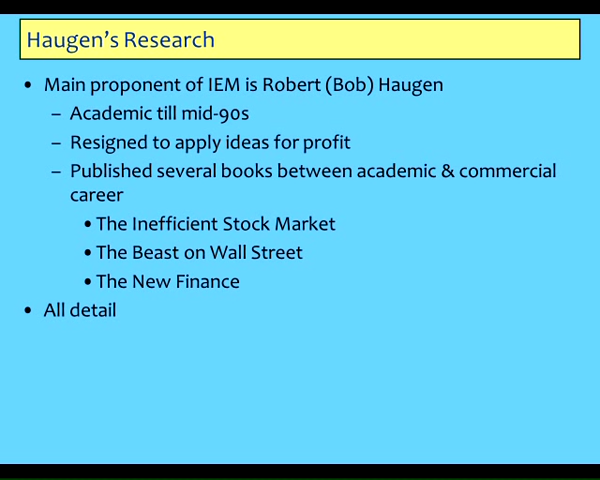 Haugen's Research
• Main proponent of IEM is Robert (Bob) Haugen
– Academic till mid-90s
– Resigned to apply ideas for profit
– Published several books between academic & commercial
career
• The Inefficient Stock Market
• The Beast on Wall Street
• The New Finance
• All detail